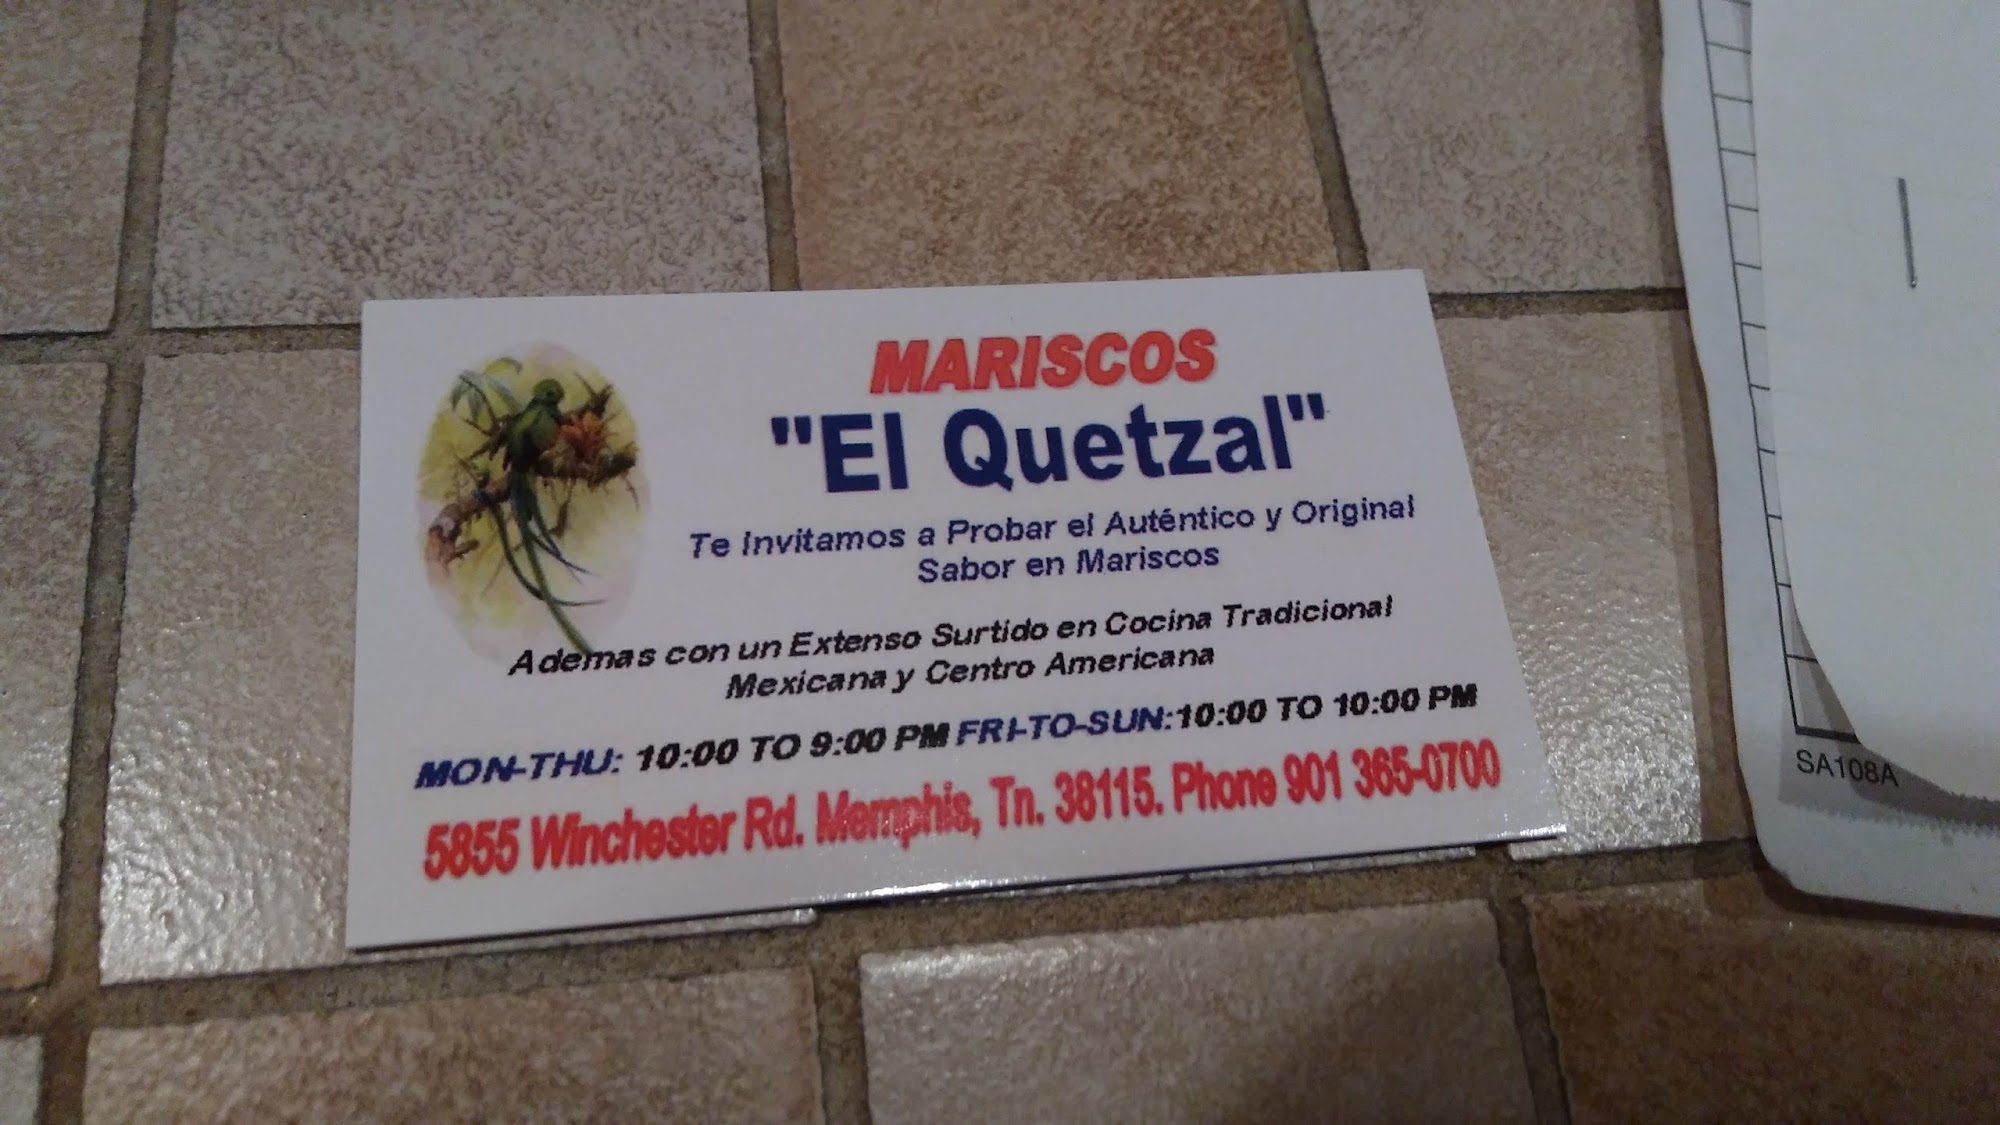 MARISCOS
"El Quetzal"
Te Invitamos a Probar el Auténtico y Original
Sabor en Mariscos
Ademas con un Extenso Surtido en Cocina Tradicional
Mexicana y Centro Americana
MON-THU: 10:00 TO 9:00 PM FRI-TO-SUN:10:00 TO 10:00 PM
5855 Winchester Rd. Memphis, Tn. 38115. Phone 901 365-0700
SA108A